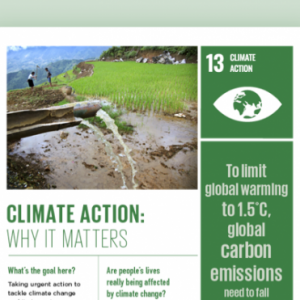 13 CLIMATE
ACTION
To limit
global warming
to 1.5°C,
global
carbon
emissions
need to fall
CLIMATE ACTION:
WHY IT MATTERS
What's the goal here?
Taking urgent action to
tackle climate change
Are people's lives
really being affected
by climate change?